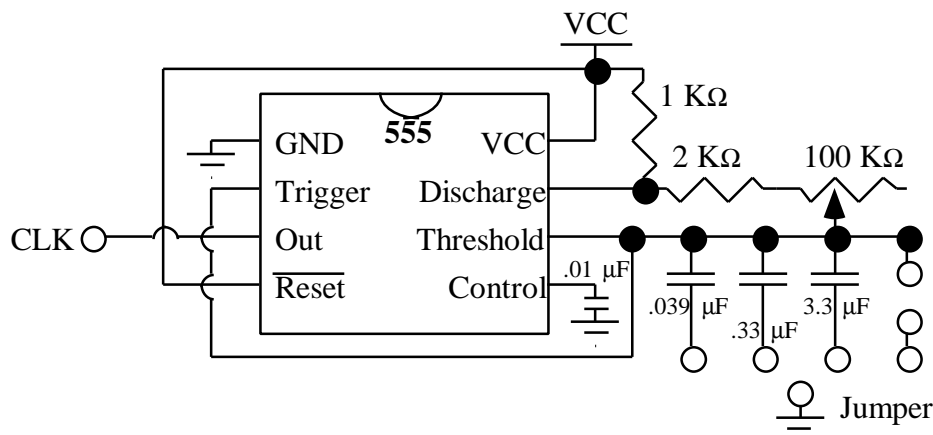 VCC
1 KΩ
555
GND
VCC
2 KΩ
100 KΩ
Trigger
Discharge
CLK
Out
Threshold
Reset
Control
.01 µF
.039 µF
.33 µF
3.3 µF
Jumper